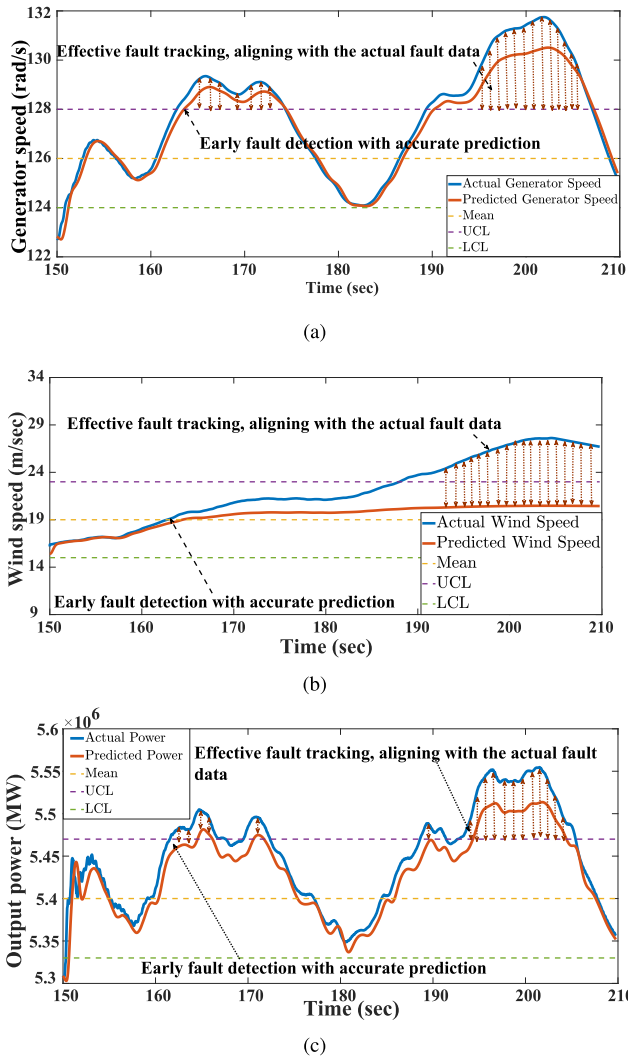 132
130
128
126
124
122
Generator speed (rad/s)
Effective fault tracking, aligning with the actual fault data
Early fault detection with accurate prediction
Actual Generator Speed
Predicted Generator Speed
Mean
UCL
LCL
150 160 170 180 190 200 210
Time (sec)
(a)
34
29
24
19
14
9
Wind speed (m/sec)
Effective fault tracking, aligning with the actual fault data
Early fault detection with accurate prediction
Actual Wind Speed
Predicted Wind Speed
Mean
UCL
LCL
150 160 170 180 190 200 210
Time (sec)
(b)
×10⁶
5.6
5.55
5.5
5.46
5.4
5.36
5.3
Output power (MW)
Actual Power
Predicted Power
Mean
UCL
LCL
Effective fault tracking, aligning with the actual fault
data
Early fault detection with accurate prediction
150 160 170 180 190 200 210
Time (sec)
(c)